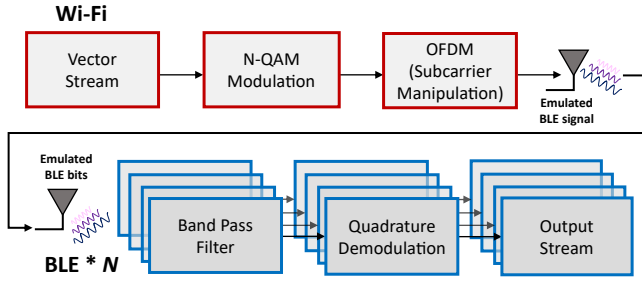 Wi-Fi
Vector
Stream
N-QAM
Modulation
OFDM
(Subcarrier
Manipulation)
Emulated
BLE signal
Emulated
BLE bits
BLE * N
Band Pass
Filter
Quadrature
Demodulation
Output
Stream